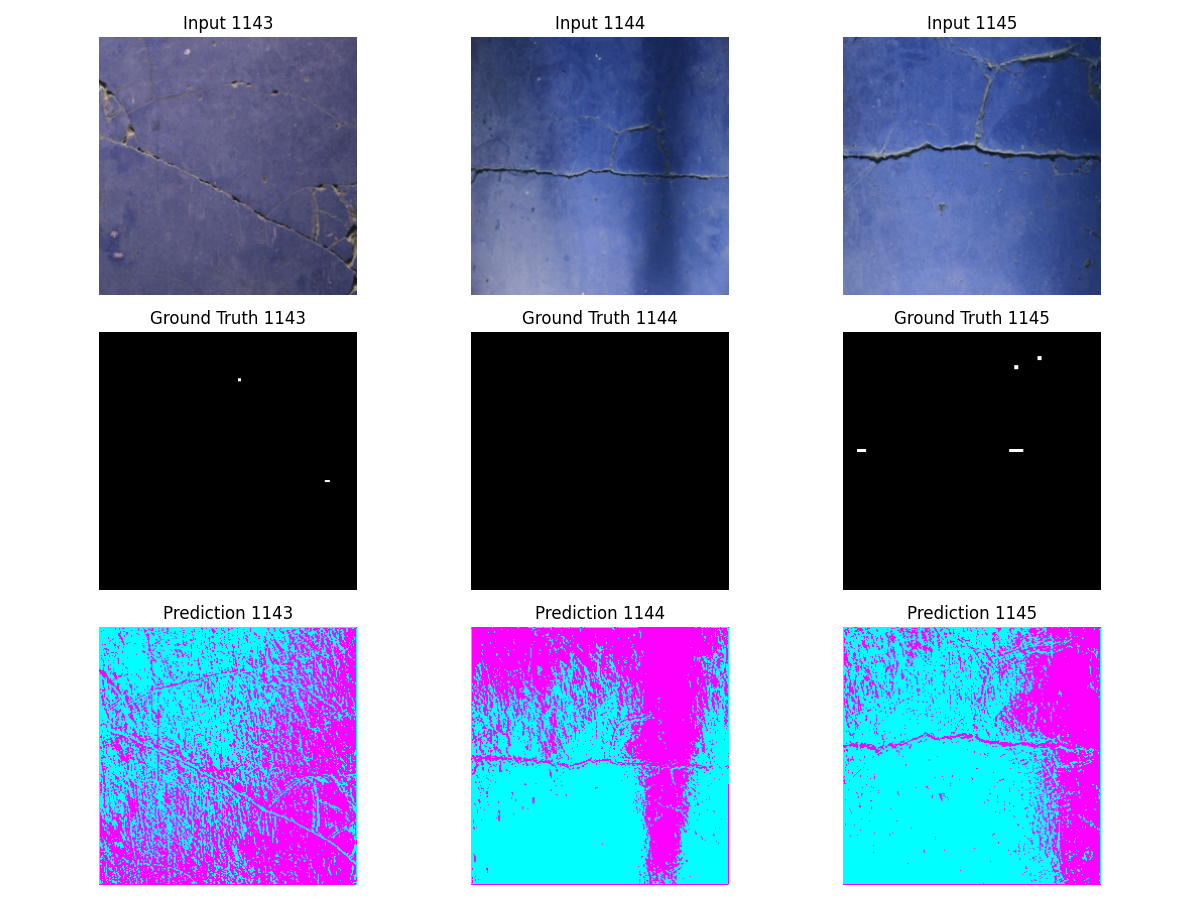 Input 1143
Input 1144
Input 1145
Ground Truth 1143
Ground Truth 1144
Ground Truth 1145
Prediction 1143
Prediction 1144
Prediction 1145